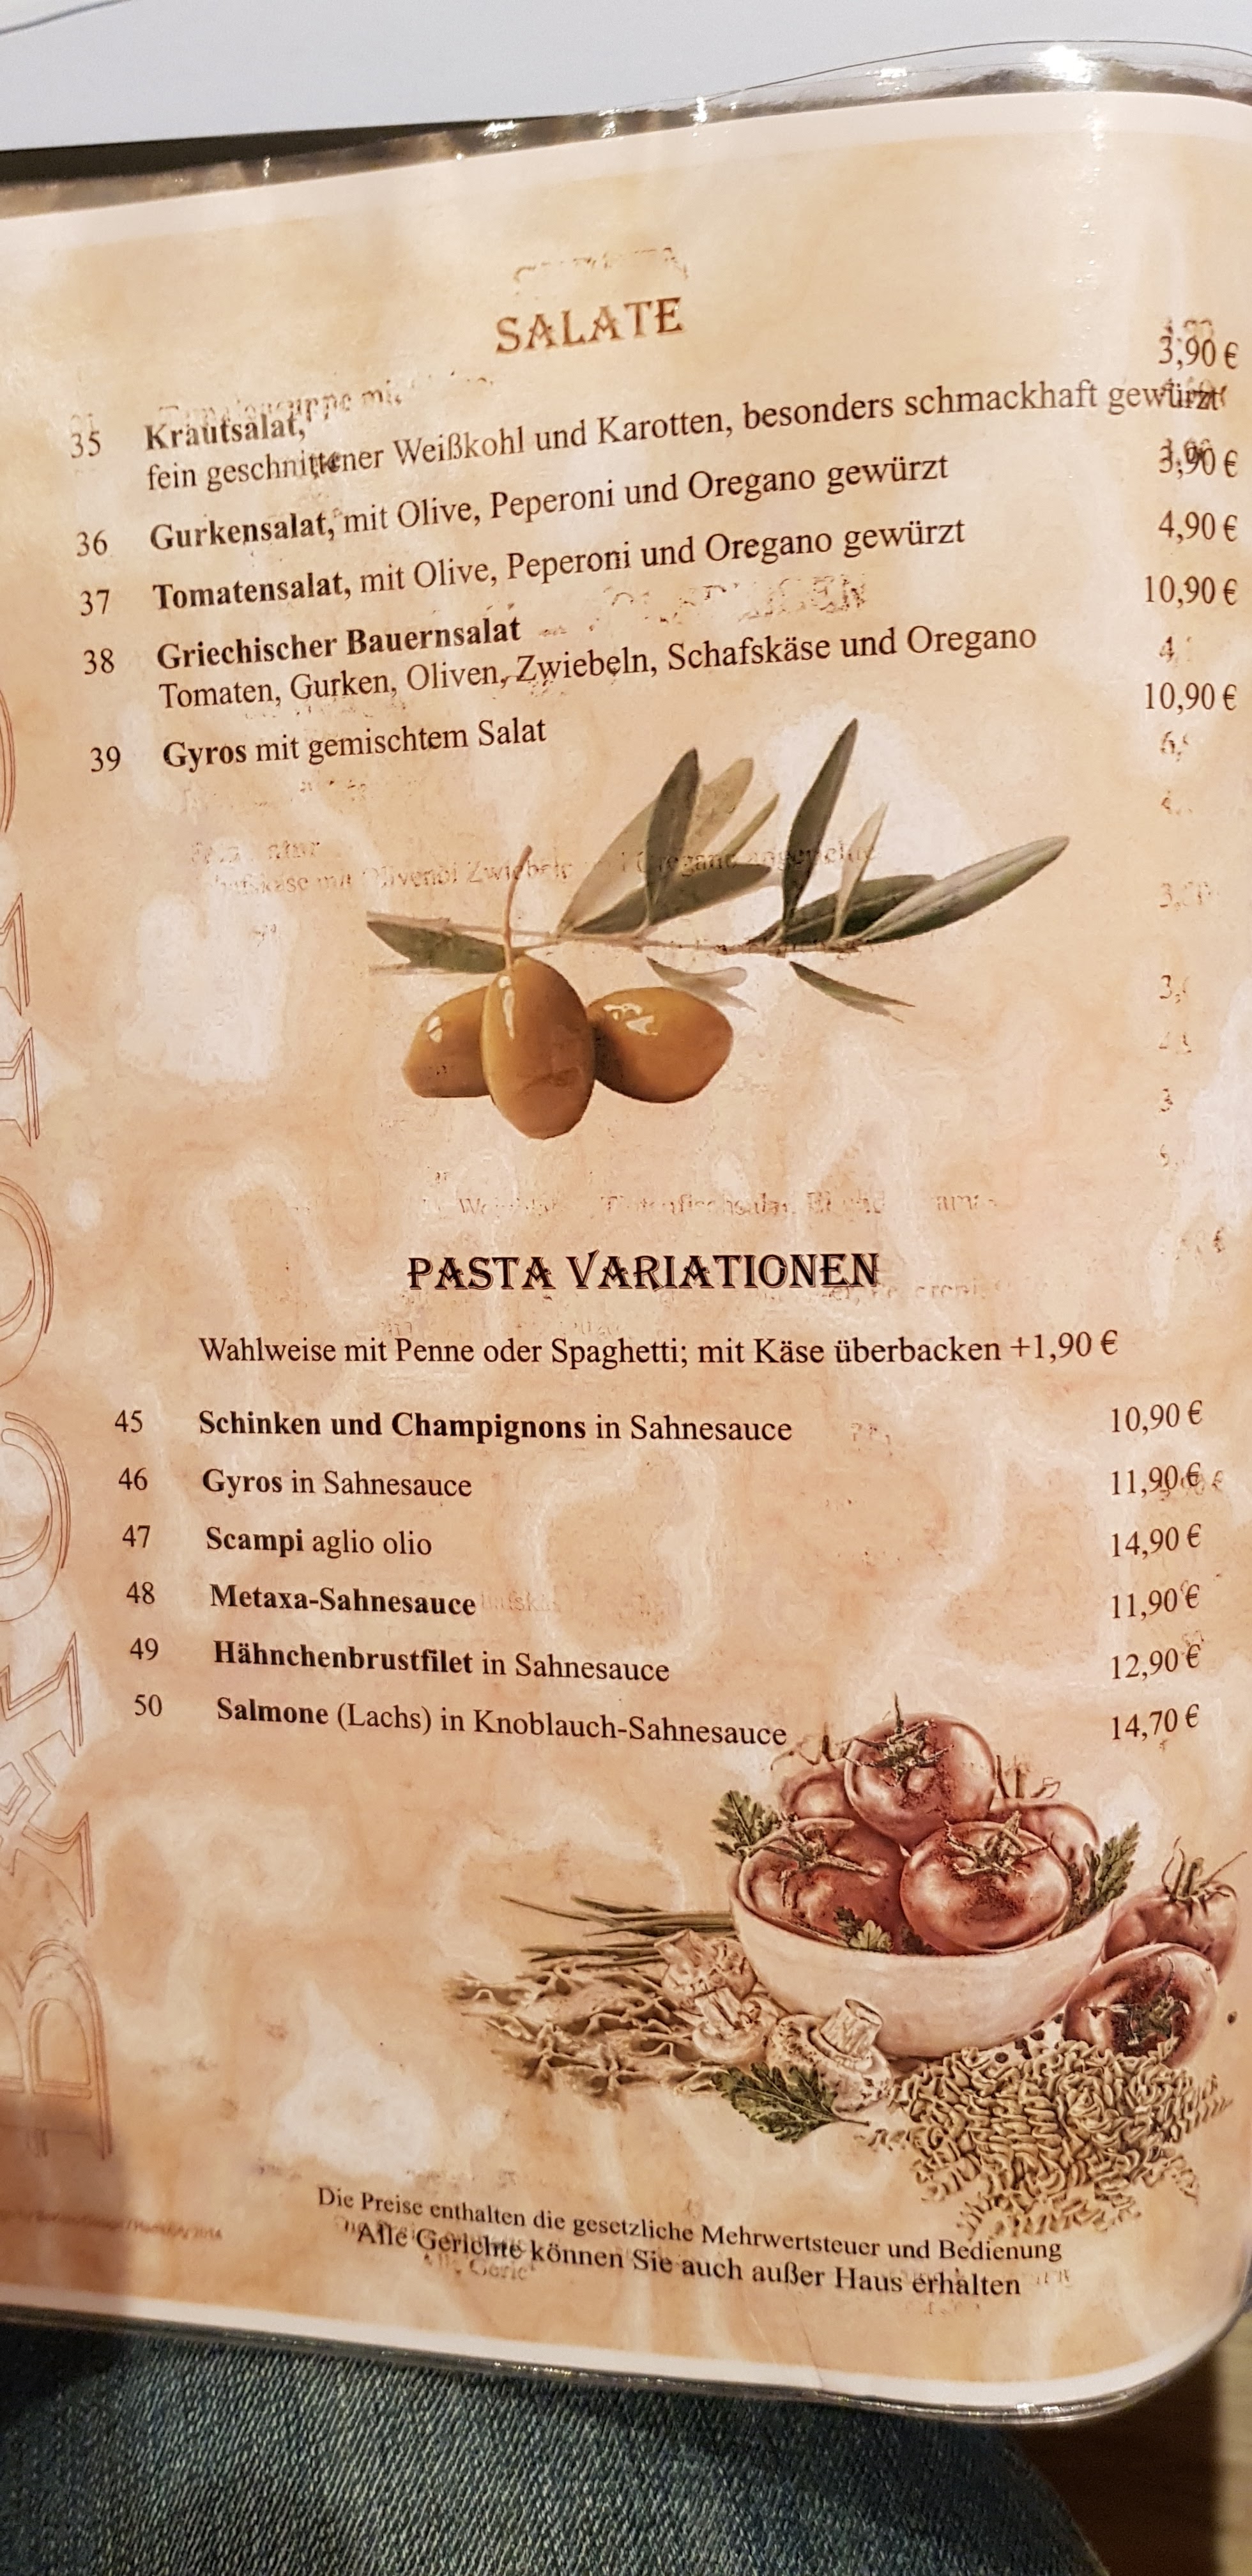 SALATE
35 Krautsalat, 3,90 €
fein geschnittener Weißkohl und Karotten, besonders schmackhaft gewürzt
36 Gurkensalat, mit Olive, Peperoni und Oregano gewürzt 3,90 €
37 Tomatensalat, mit Olive, Peperoni und Oregano gewürzt 4,90 €
38 Griechischer Bauernsalat 10,90 €
Tomaten, Gurken, Oliven, Zwiebeln, Schafskäse und Oregano
39 Gyros mit gemischtem Salat 10,90 €
PASTA VARIATIONEN
Wahlweise mit Penne oder Spaghetti; mit Käse überbacken +1,90 €
45 Schinken und Champignons in Sahnesauce 10,90 €
46 Gyros in Sahnesauce 11,90 €
47 Scampi aglio olio 14,90 €
48 Metaxa-Sahnesauce 11,90 €
49 Hähnchenbrustfilet in Sahnesauce 12,90 €
50 Salmone (Lachs) in Knoblauch-Sahnesauce 14,70 €
Die Preise enthalten die gesetzliche Mehrwertsteuer und Bedienung
Alle Gerichte können Sie auch außer Haus erhalten